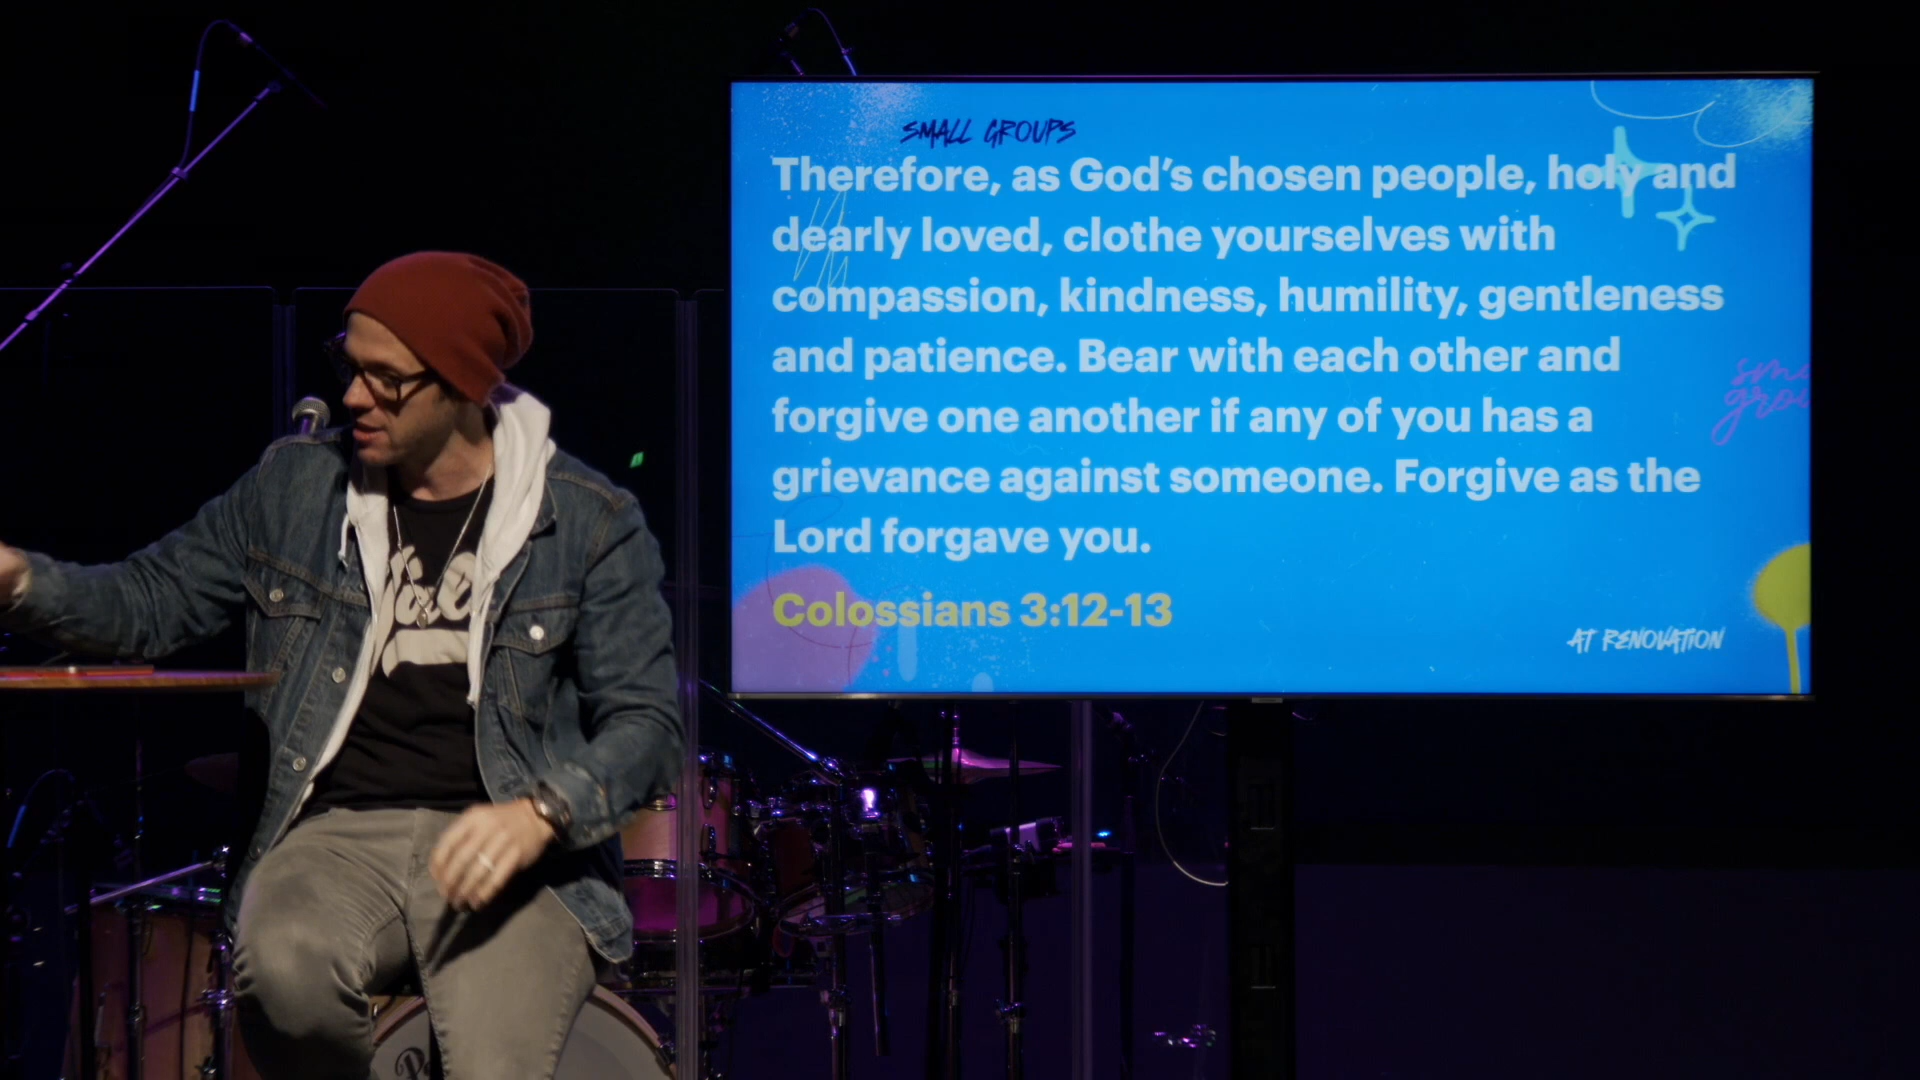 SMALL GROUPS
Therefore, as God's chosen people, holy and
dearly loved, clothe yourselves with
compassion, kindness, humility, gentleness
and patience. Bear with each other and
forgive one another if any of you has a
grievance against someone. Forgive as the
Lord forgave you.
Colossians 3:12-13
AT RENOVATION